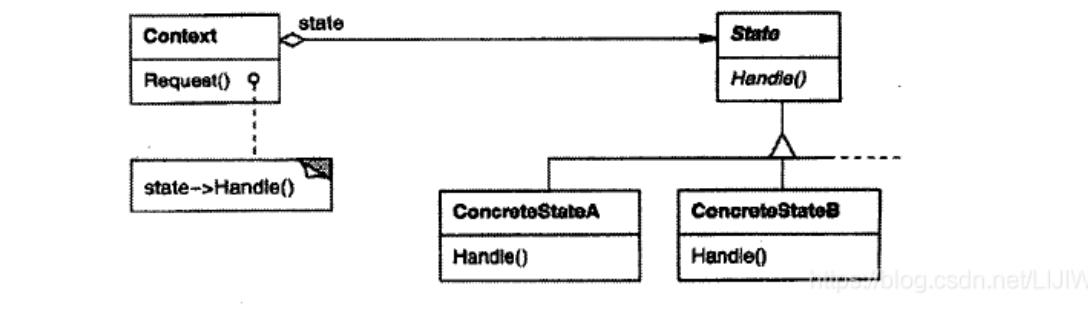 state
Context
State
Request()
Handle()
state->Handle()
ConcreteStateA
ConcreteStateB
Handle()
Handle()
https://blog.csdn.net/LIJIW